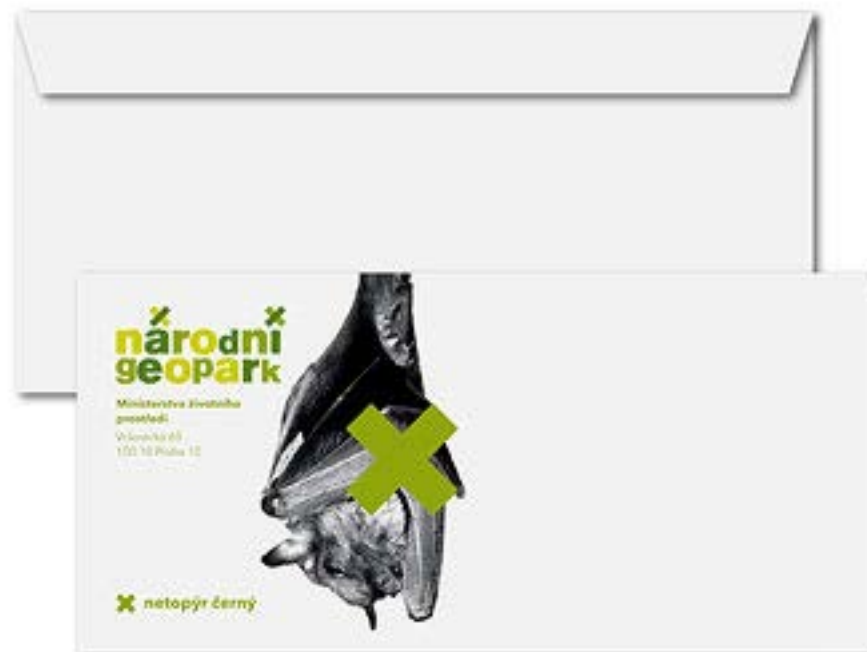 národní
geopark
Ministerstvo životního
prostředí
Vršovická 65
100 10 Praha 10
netopýr černý